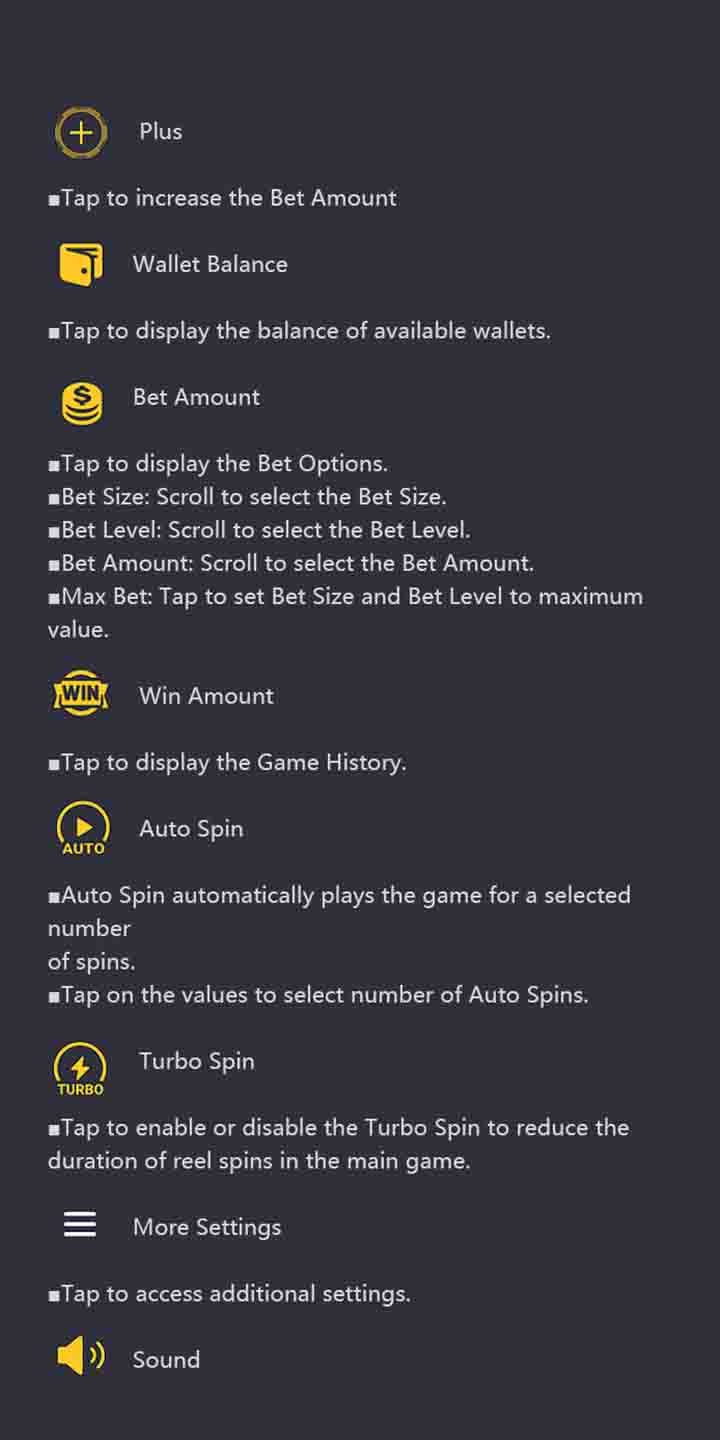 Plus
■Tap to increase the Bet Amount
Wallet Balance
■Tap to display the balance of available wallets.
$
Bet Amount
■Tap to display the Bet Options.
■Bet Size: Scroll to select the Bet Size.
■Bet Level: Scroll to select the Bet Level.
■Bet Amount: Scroll to select the Bet Amount.
■Max Bet: Tap to set Bet Size and Bet Level to maximum
value.
WIN
Win Amount
■Tap to display the Game History.
Auto Spin
AUTO
■Auto Spin automatically plays the game for a selected
number
of spins.
■Tap on the values to select number of Auto Spins.
Turbo Spin
TURBO
■Tap to enable or disable the Turbo Spin to reduce the
duration of reel spins in the main game.
More Settings
■Tap to access additional settings.
Sound